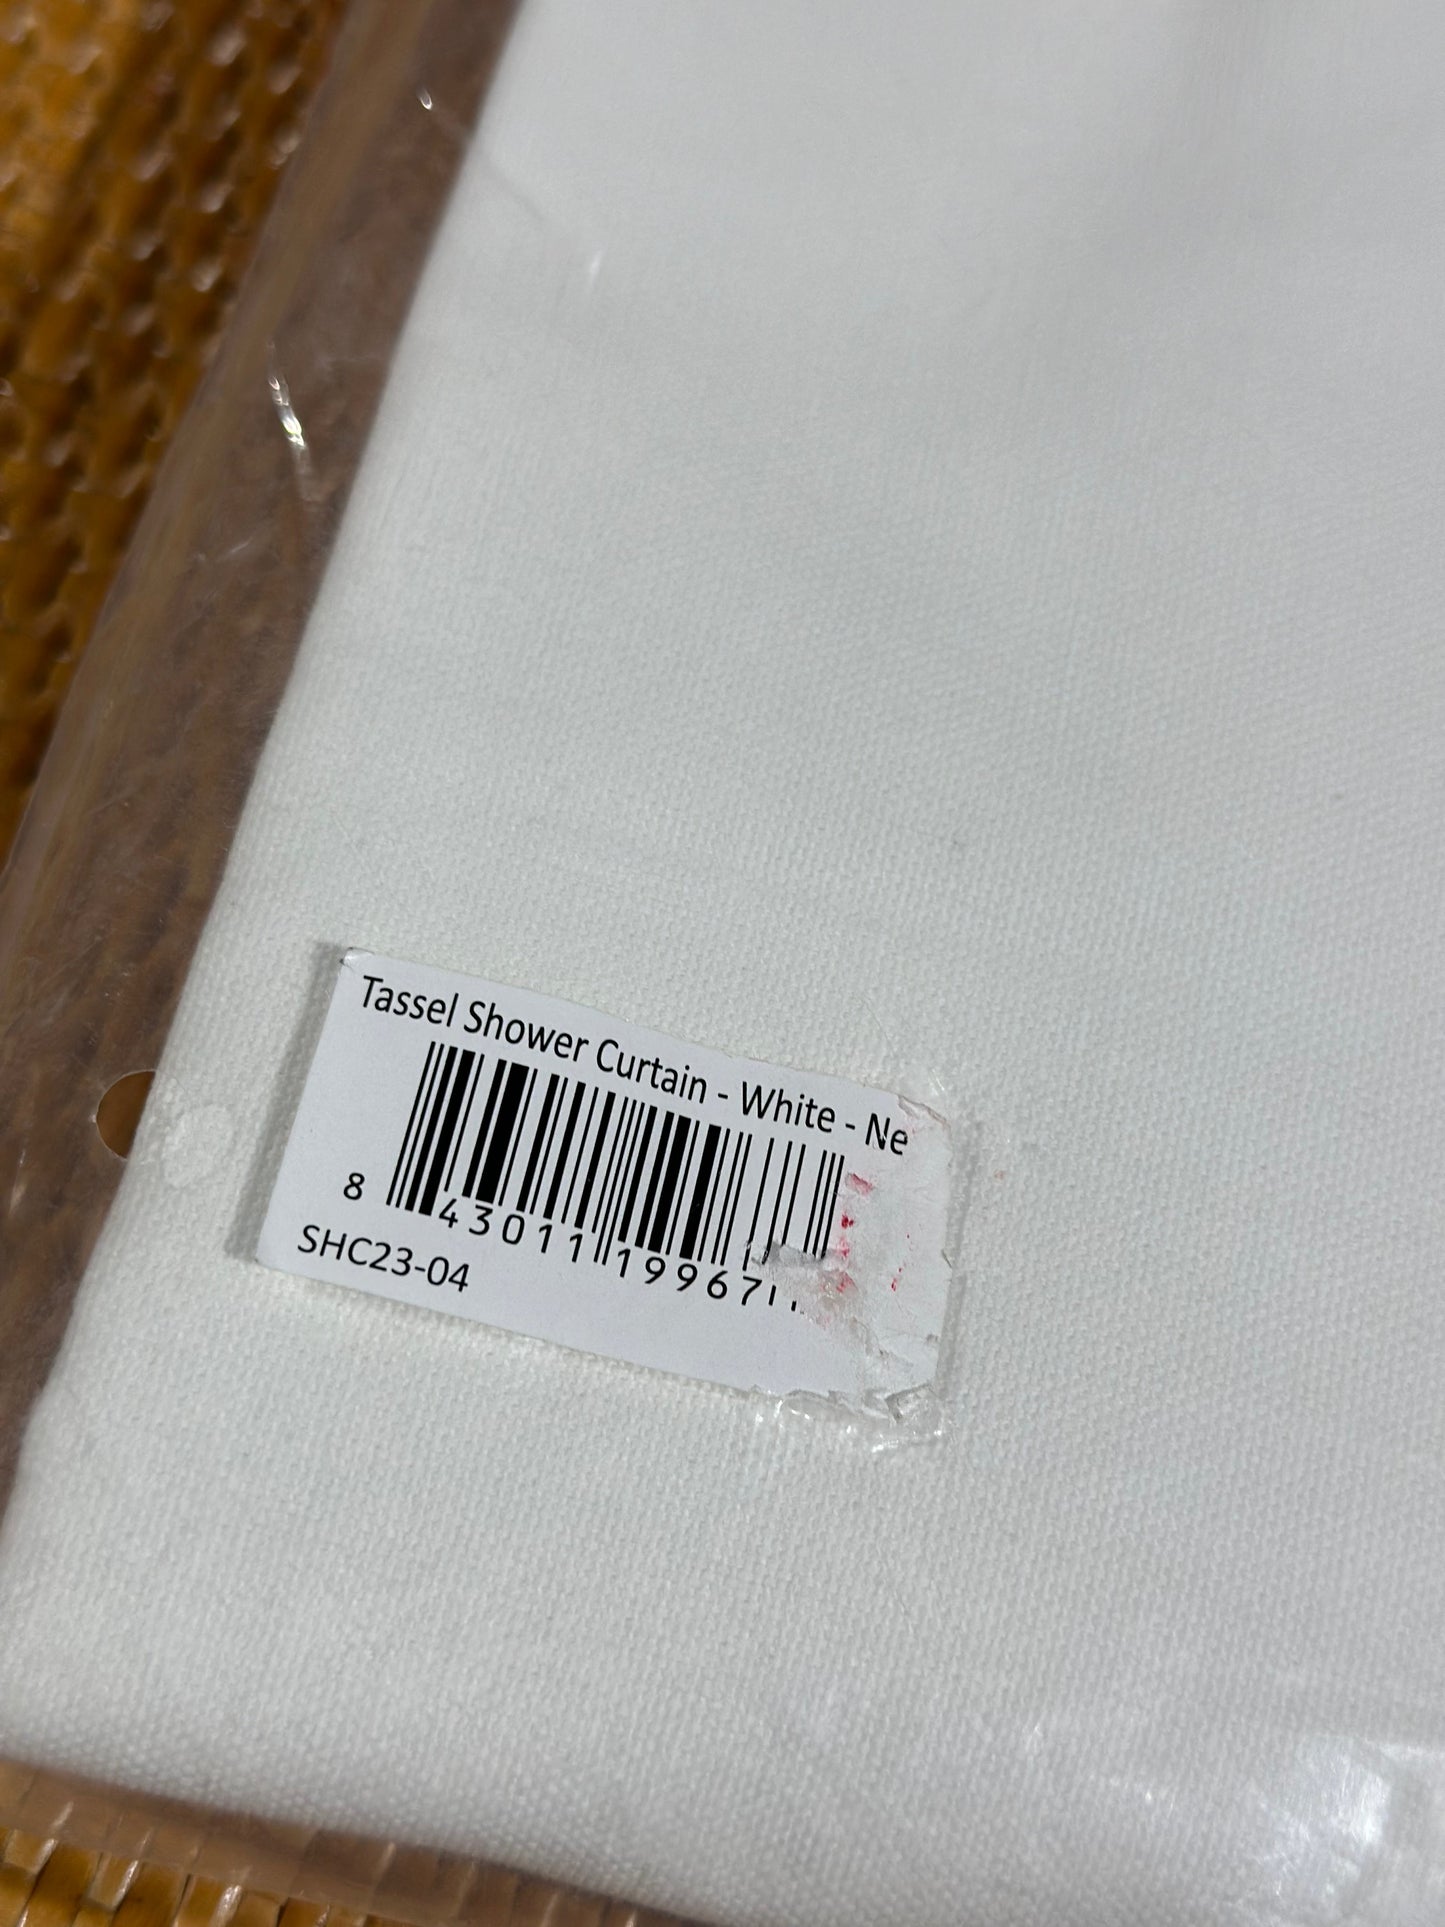 Tassel Shower Curtain - White - Ne
8 43011 19967
SHC23-04